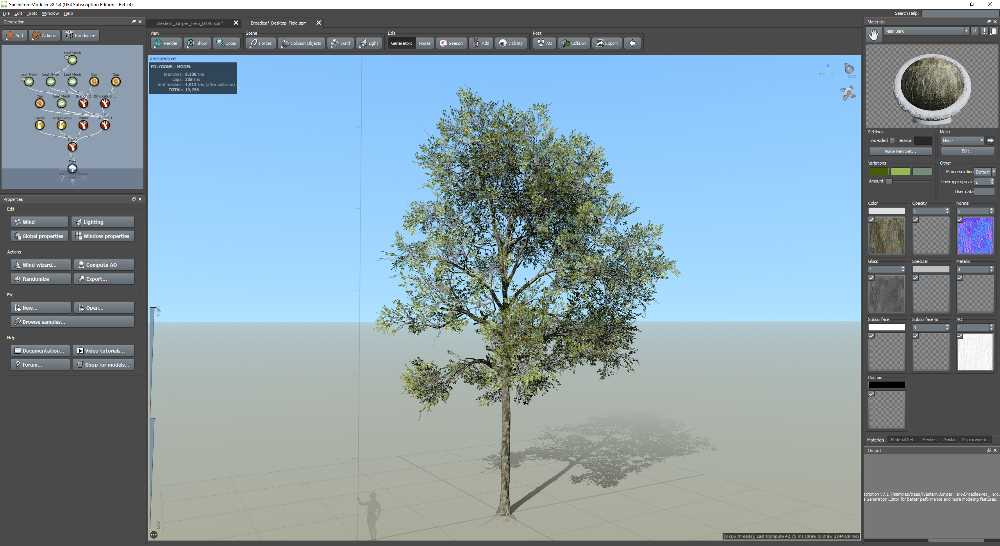 SpeedTree Modeler v8.1.4 (UE4 Subscription Edition - Beta 4)
File Edit Tools Window Help
Search Help:
Generation
Add Actions Randomize
Leaf Mesh
Leaf Mesh Leaf Mesh Leaf Mesh Cap Cap
Cap Leaf Mesh Branch 2 Bifurcating...
Cavity Large Lump Roots Branch 1
Trunk
Tree
Properties
Edit
Wind Lighting
Global properties Window properties
Actions
Wind wizard... Compute AO
Randomize Export...
File
New... Open...
Browse samples...
Help
Documentation... Video tutorials...
Forum... Shop for models...
Western_Juniper_Hero_DAVE.spm* Broadleaf_Desktop_Field.spm
View Scene Edit Post
Render Show Zoom Forces Collision Objects Wind Light Generators Nodes Season Add Visibility AO Collision Export
perspective
POLYGONS - MODEL
branches: 8,108 tris
caps: 238 tris
leaf meshes: 4,912 tris (after collision)
TOTAL: 13,258
Z
X
2.00
High
Low
[8 cpu threads], Last Compute 42.75 ms (draw to draw 2244.89 ms)
Materials
Main Bark +/-
Settings Mesh
Two-sided Season None
Make New Set... Edit...
Variations Other
Max resolution Default
Amount Unwrapping scale 1
User data
Color Opacity Normal
1 1
Gloss Specular Metallic
1 0
Subsurface Subsurface% AO
0 1
Custom
Materials Material Sets Meshes Masks Displacements
Output
scription v7.1.7/samples/trees/Western Juniper Hero/Broadleaves_Hero.
e Generation Editor for better peformance and more modeling features.